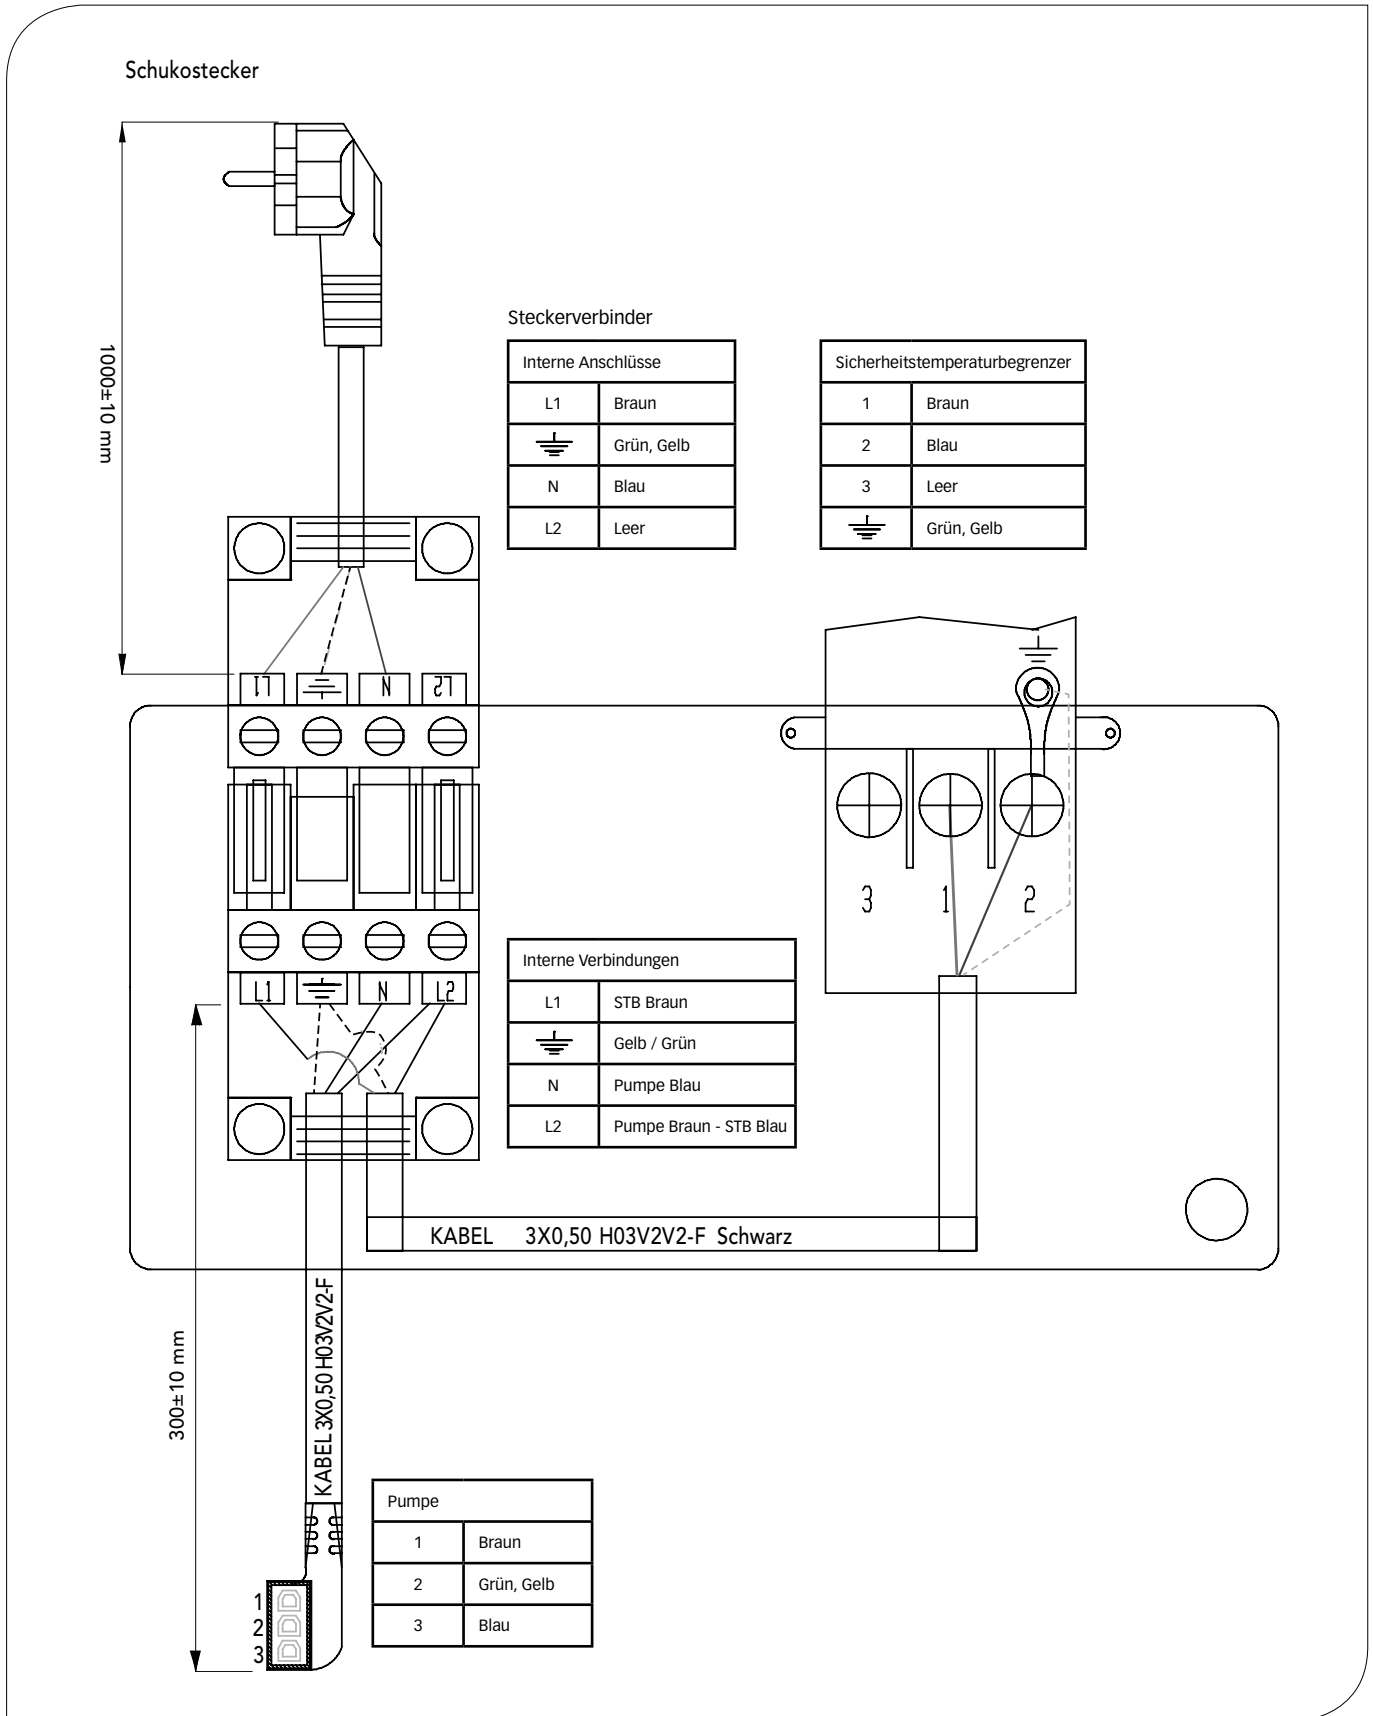 Schukostecker
1000±10 mm
Steckerverbinder
Interne Anschlüsse
L1 Braun
Grün, Gelb
N Blau
L2 Leer
Sicherheitstemperaturbegrenzer
1 Braun
2 Blau
3 Leer
Grün, Gelb
L1 N L2
3 1 2
L1 N L2
Interne Verbindungen
L1 STB Braun
Gelb / Grün
N Pumpe Blau
L2 Pumpe Braun - STB Blau
KABEL 3X0,50 H03V2V2-F Schwarz
KABEL 3X0,50 H03V2V2-F
300±10 mm
Pumpe
1 Braun
2 Grün, Gelb
3 Blau
1
2
3